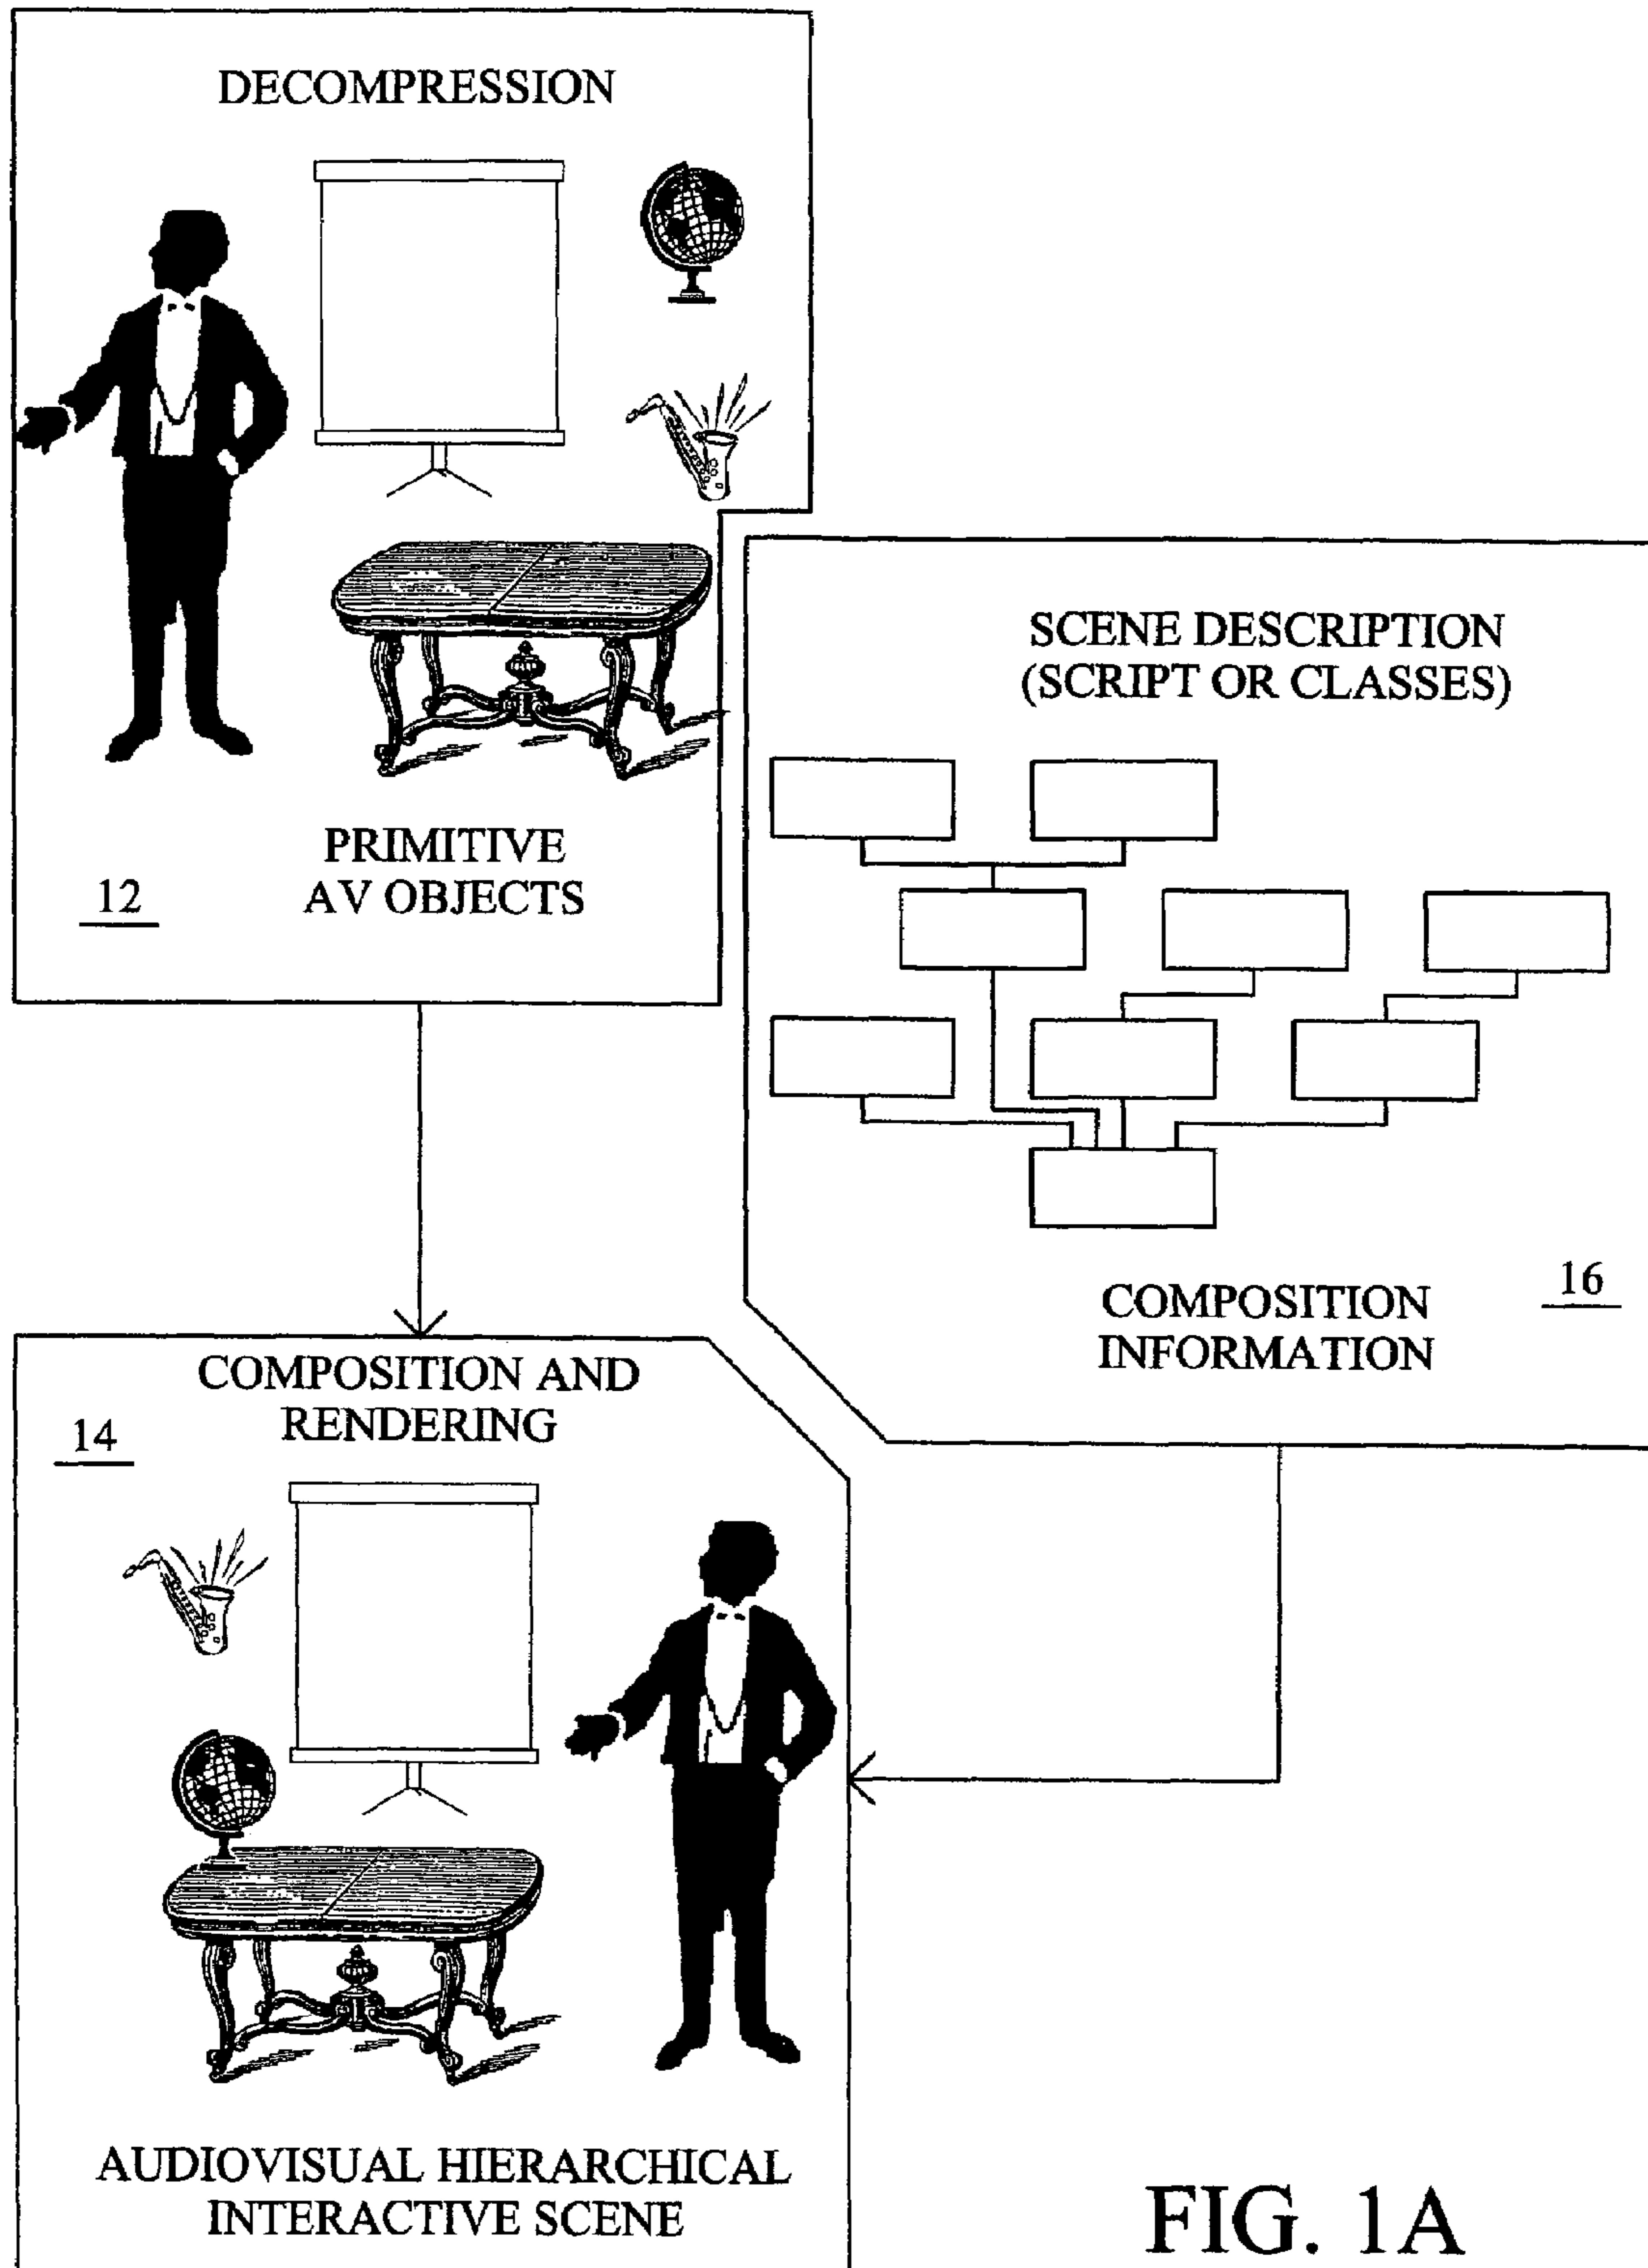 DECOMPRESSION
PRIMITIVE
AV OBJECTS
12
SCENE DESCRIPTION
(SCRIPT OR CLASSES)
COMPOSITION
INFORMATION
16
COMPOSITION AND
RENDERING
14
AUDIOVISUAL HIERARCHICAL
INTERACTIVE SCENE
FIG. 1A